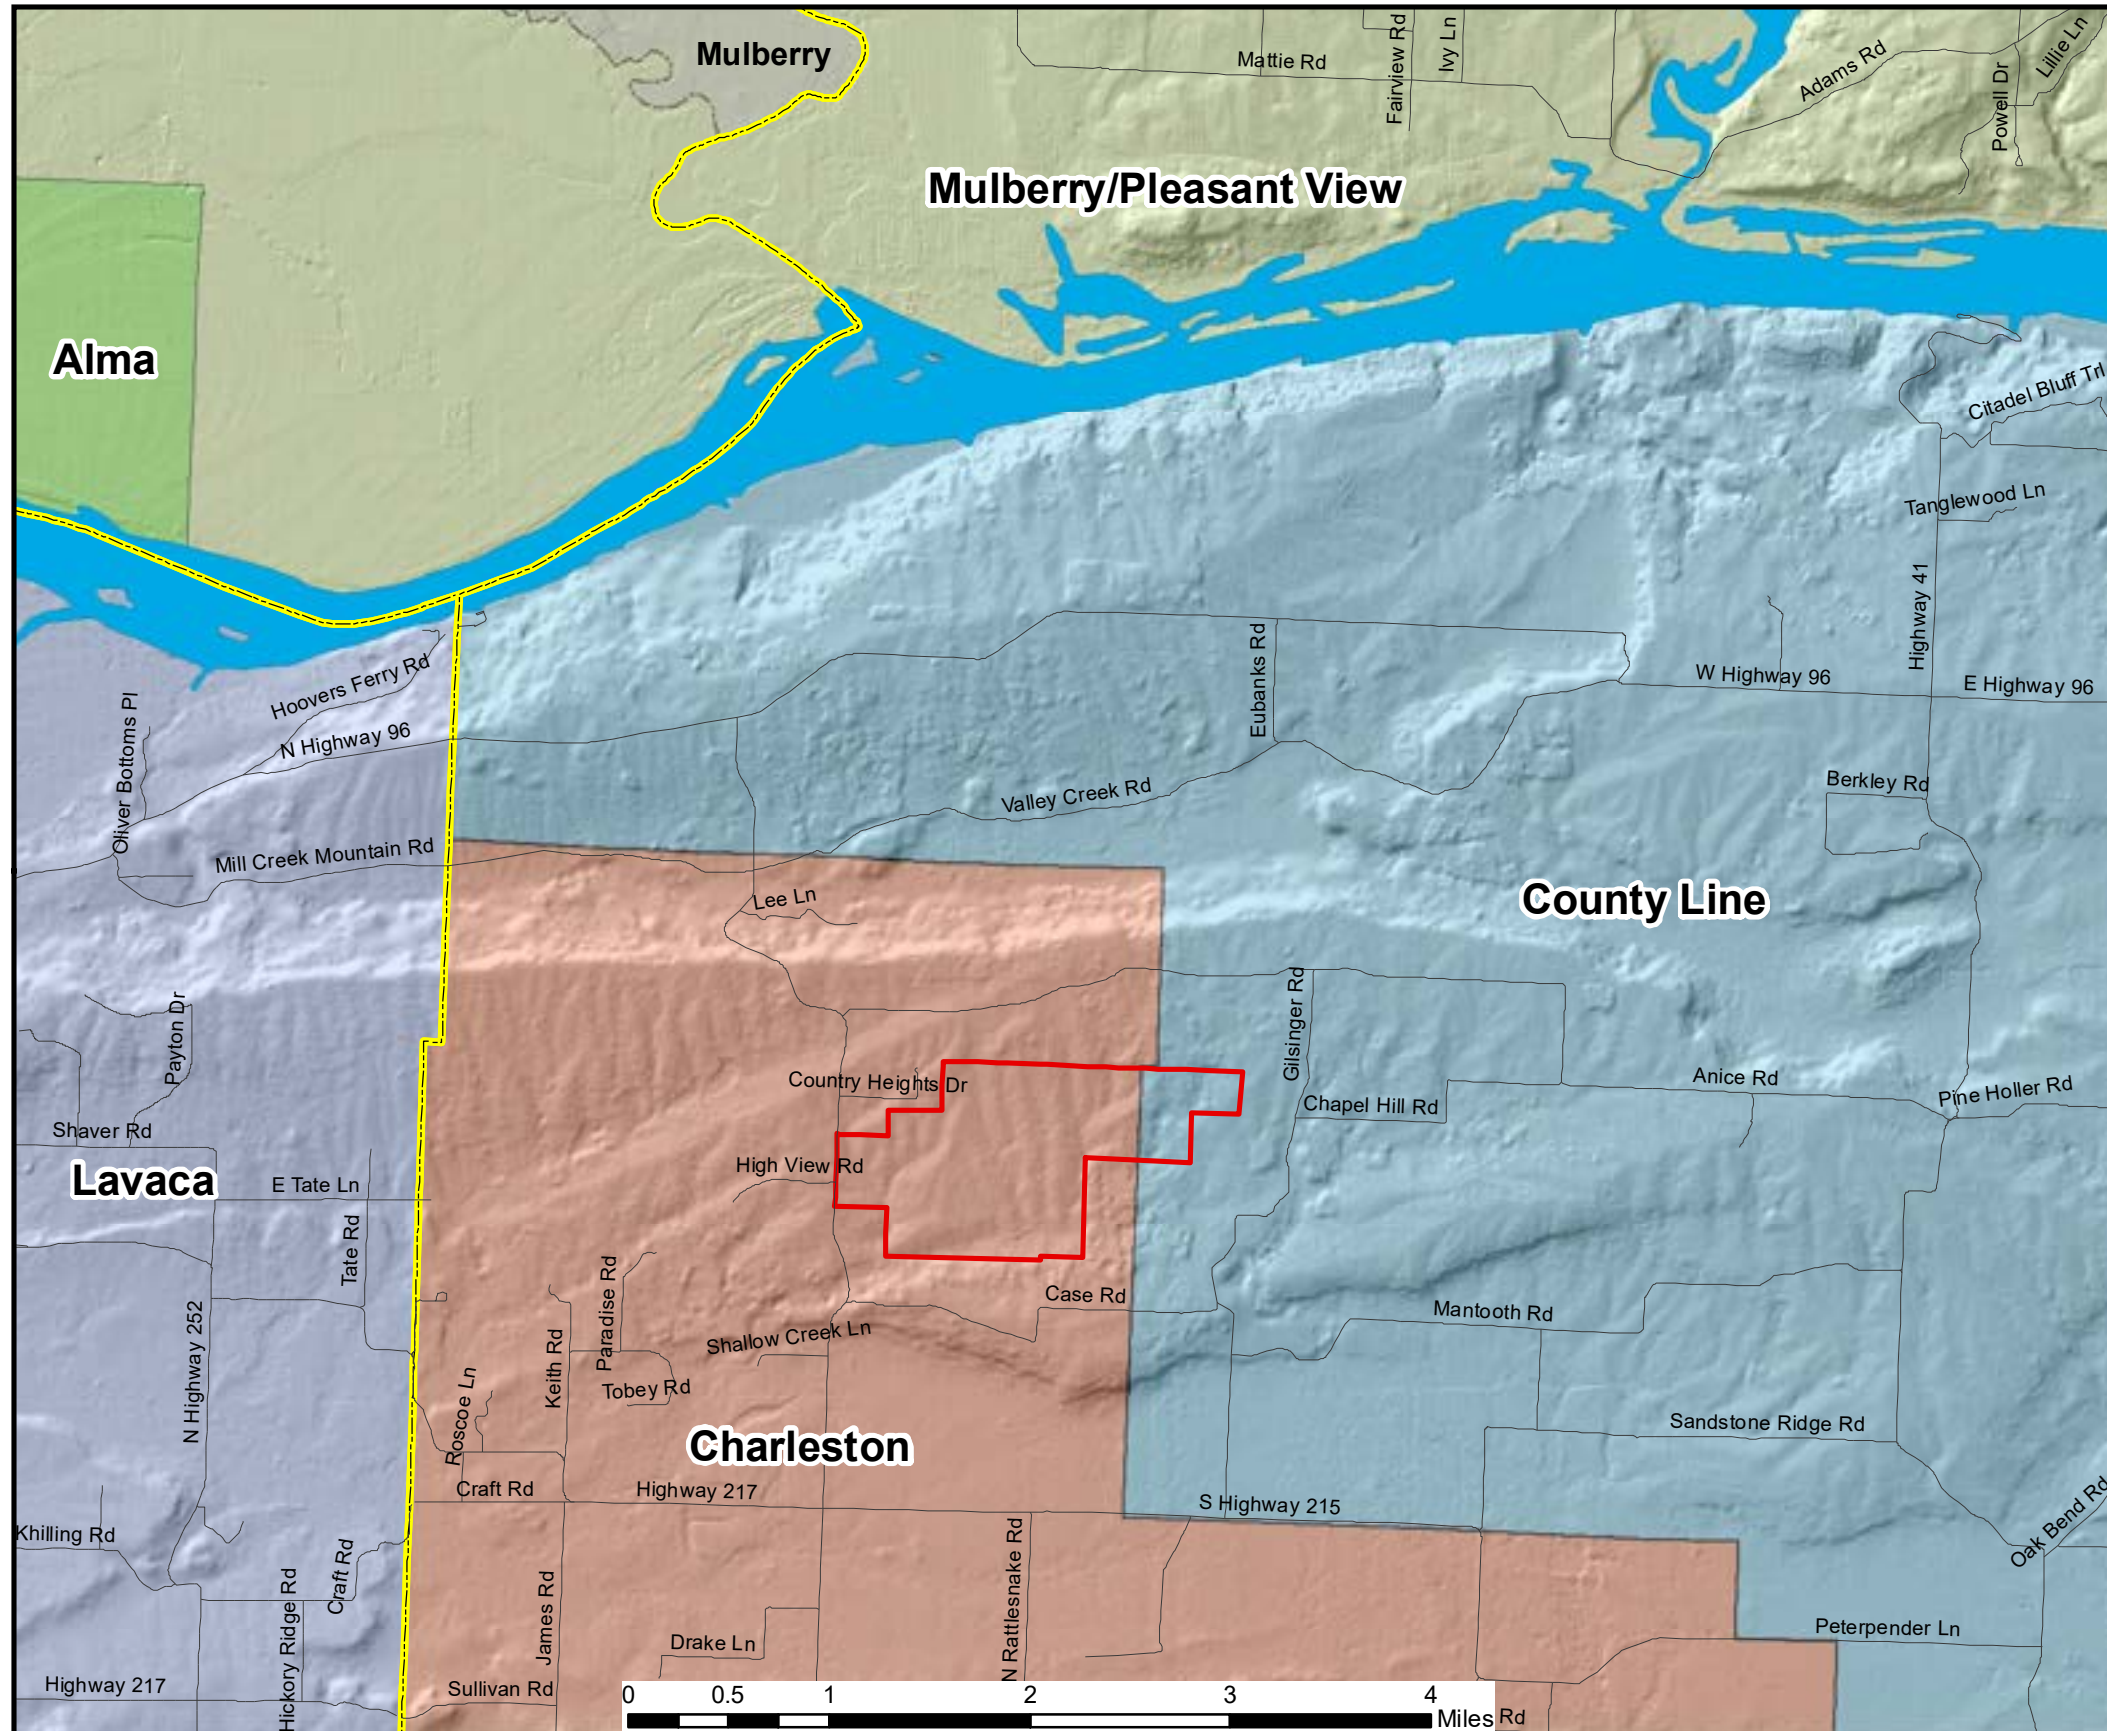 Mulberry
Mattie Rd
Fairview Rd
Ivy Ln
Adams Rd
Powell Dr
Lillie Ln
Mulberry/Pleasant View
Alma
Citadel Bluff Trl
Tanglewood Ln
Highway 41
Hoovers Ferry Rd
N Highway 96
Oliver Bottoms Pl
Eubanks Rd
W Highway 96
E Highway 96
Valley Creek Rd
Berkley Rd
Mill Creek Mountain Rd
Lee Ln
County Line
Payton Dr
Gilsinger Rd
Country Heights Dr
Anice Rd
Pine Holler Rd
Chapel Hill Rd
Shaver Rd
High View Rd
Lavaca
E Tate Ln
Tate Rd
Case Rd
Mantooth Rd
N Highway 252
Keith Rd
Paradise Rd
Shallow Creek Ln
Tobey Rd
Roscoe Ln
Charleston
Sandstone Ridge Rd
Craft Rd
Highway 217
S Highway 215
Oak Bend Rd
Khilling Rd
Craft Rd
Hickory Ridge Rd
James Rd
N Rattlesnake Rd
Drake Ln
Peterpender Ln
Highway 217
Sullivan Rd
0 0.5 1 2 3 4
Miles
Rd